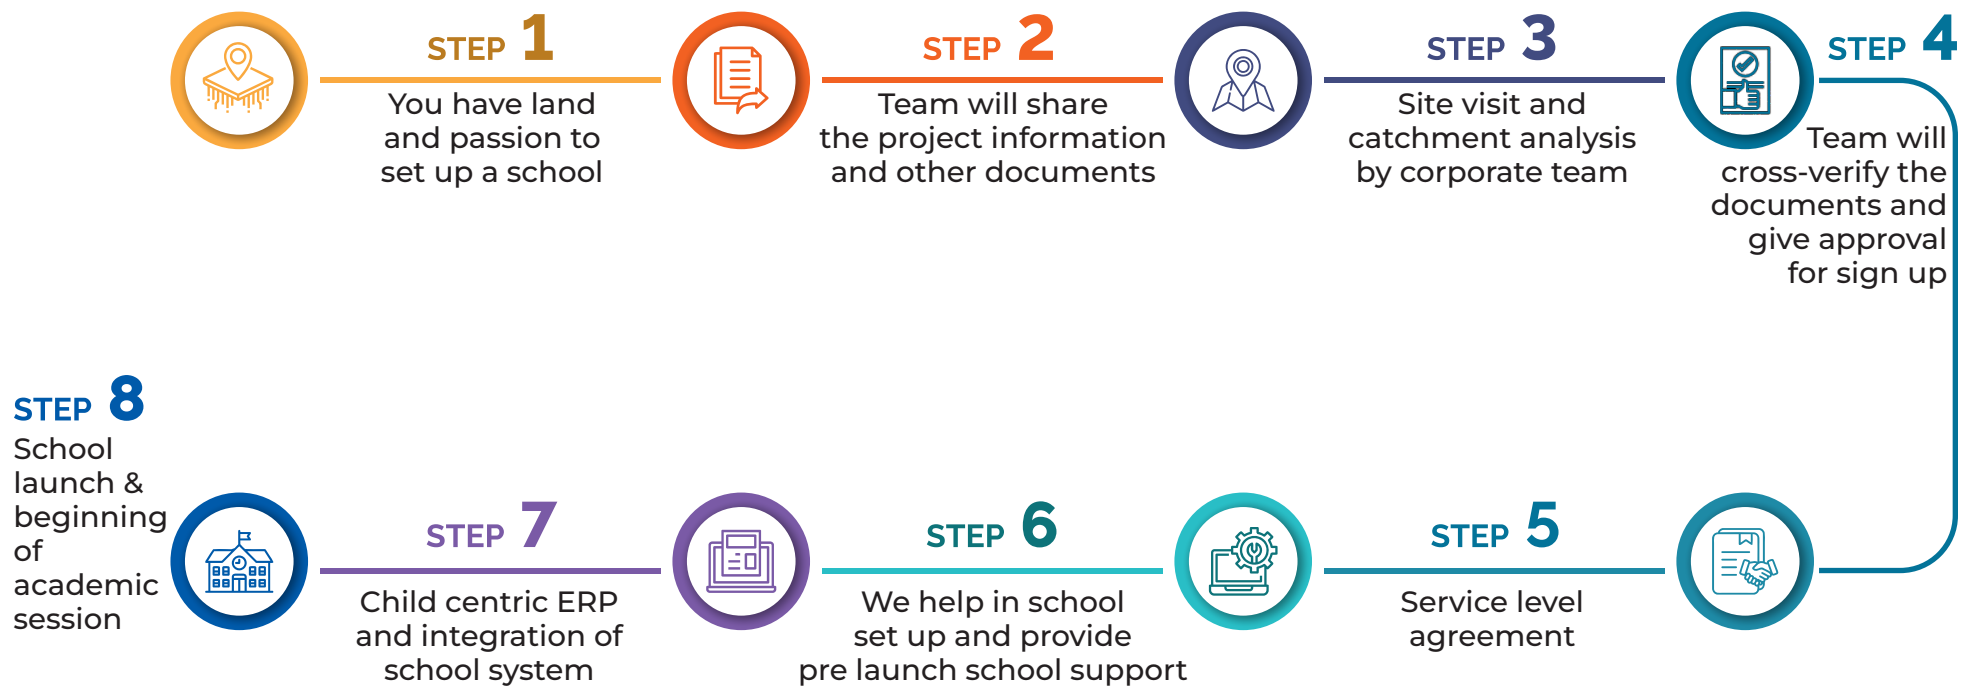 STEP 1
You have land
and passion to
set up a school
STEP 2
Team will share
the project information
and other documents
STEP 3
Site visit and
catchment analysis
by corporate team
STEP 4
Team will
cross-verify the
documents and
give approval
for sign up
STEP 5
Service level
agreement
STEP 6
We help in school
set up and provide
pre launch school support
STEP 7
Child centric ERP
and integration of
school system
STEP 8
School
launch &
beginning
of
academic
session